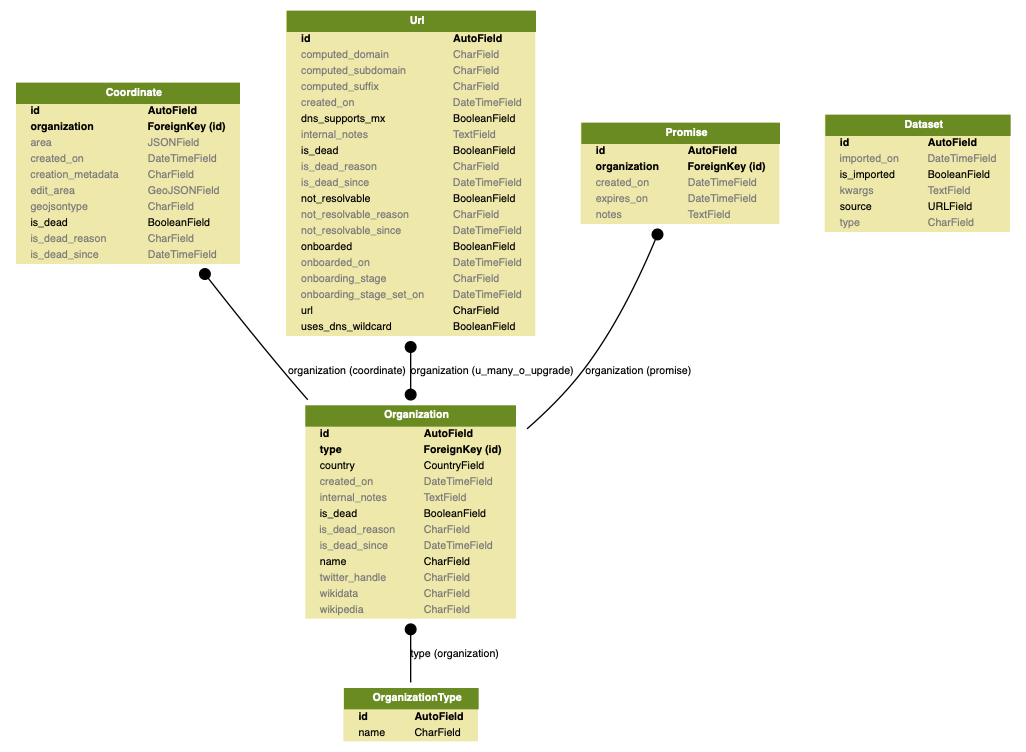 Url
id AutoField
computed_domain CharField
computed_subdomain CharField
computed_suffix CharField
created_on DateTimeField
dns_supports_mx BooleanField
internal_notes TextField
is_dead BooleanField
is_dead_reason CharField
is_dead_since DateTimeField
not_resolvable BooleanField
not_resolvable_reason CharField
not_resolvable_since DateTimeField
onboarded BooleanField
onboarded_on DateTimeField
onboarding_stage CharField
onboarding_stage_set_on DateTimeField
url CharField
uses_dns_wildcard BooleanField
Coordinate
id AutoField
organization ForeignKey (id)
area JSONField
created_on DateTimeField
creation_metadata CharField
edit_area GeoJSONField
geojsontype CharField
is_dead BooleanField
is_dead_reason CharField
is_dead_since DateTimeField
Promise
id AutoField
organization ForeignKey (id)
created_on DateTimeField
expires_on DateTimeField
notes TextField
Dataset
id AutoField
imported_on DateTimeField
is_imported BooleanField
kwargs TextField
source URLField
type CharField
organization (coordinate)
organization (u_many_o_upgrade)
organization (promise)
Organization
id AutoField
type ForeignKey (id)
country CountryField
created_on DateTimeField
internal_notes TextField
is_dead BooleanField
is_dead_reason CharField
is_dead_since DateTimeField
name CharField
twitter_handle CharField
wikidata CharField
wikipedia CharField
type (organization)
OrganizationType
id AutoField
name CharField